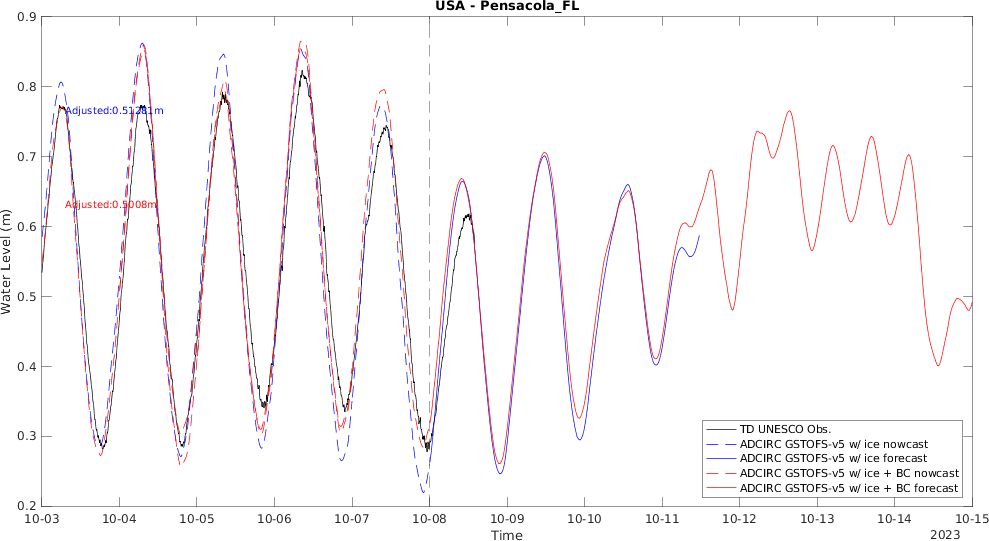 USA - Pensacola_FL
0.9
0.8
0.7
0.6
0.5
0.4
0.3
0.2
Water Level (m)
Adjusted:0.51281m
Adjusted:0.5008m
TD UNESCO Obs.
ADCIRC GSTOFS-v5 w/ ice nowcast
ADCIRC GSTOFS-v5 w/ ice forecast
ADCIRC GSTOFS-v5 w/ ice + BC nowcast
ADCIRC GSTOFS-v5 w/ ice + BC forecast
10-03 10-04 10-05 10-06 10-07 10-08 10-09 10-10 10-11 10-12 10-13 10-14 10-15
Time
2023